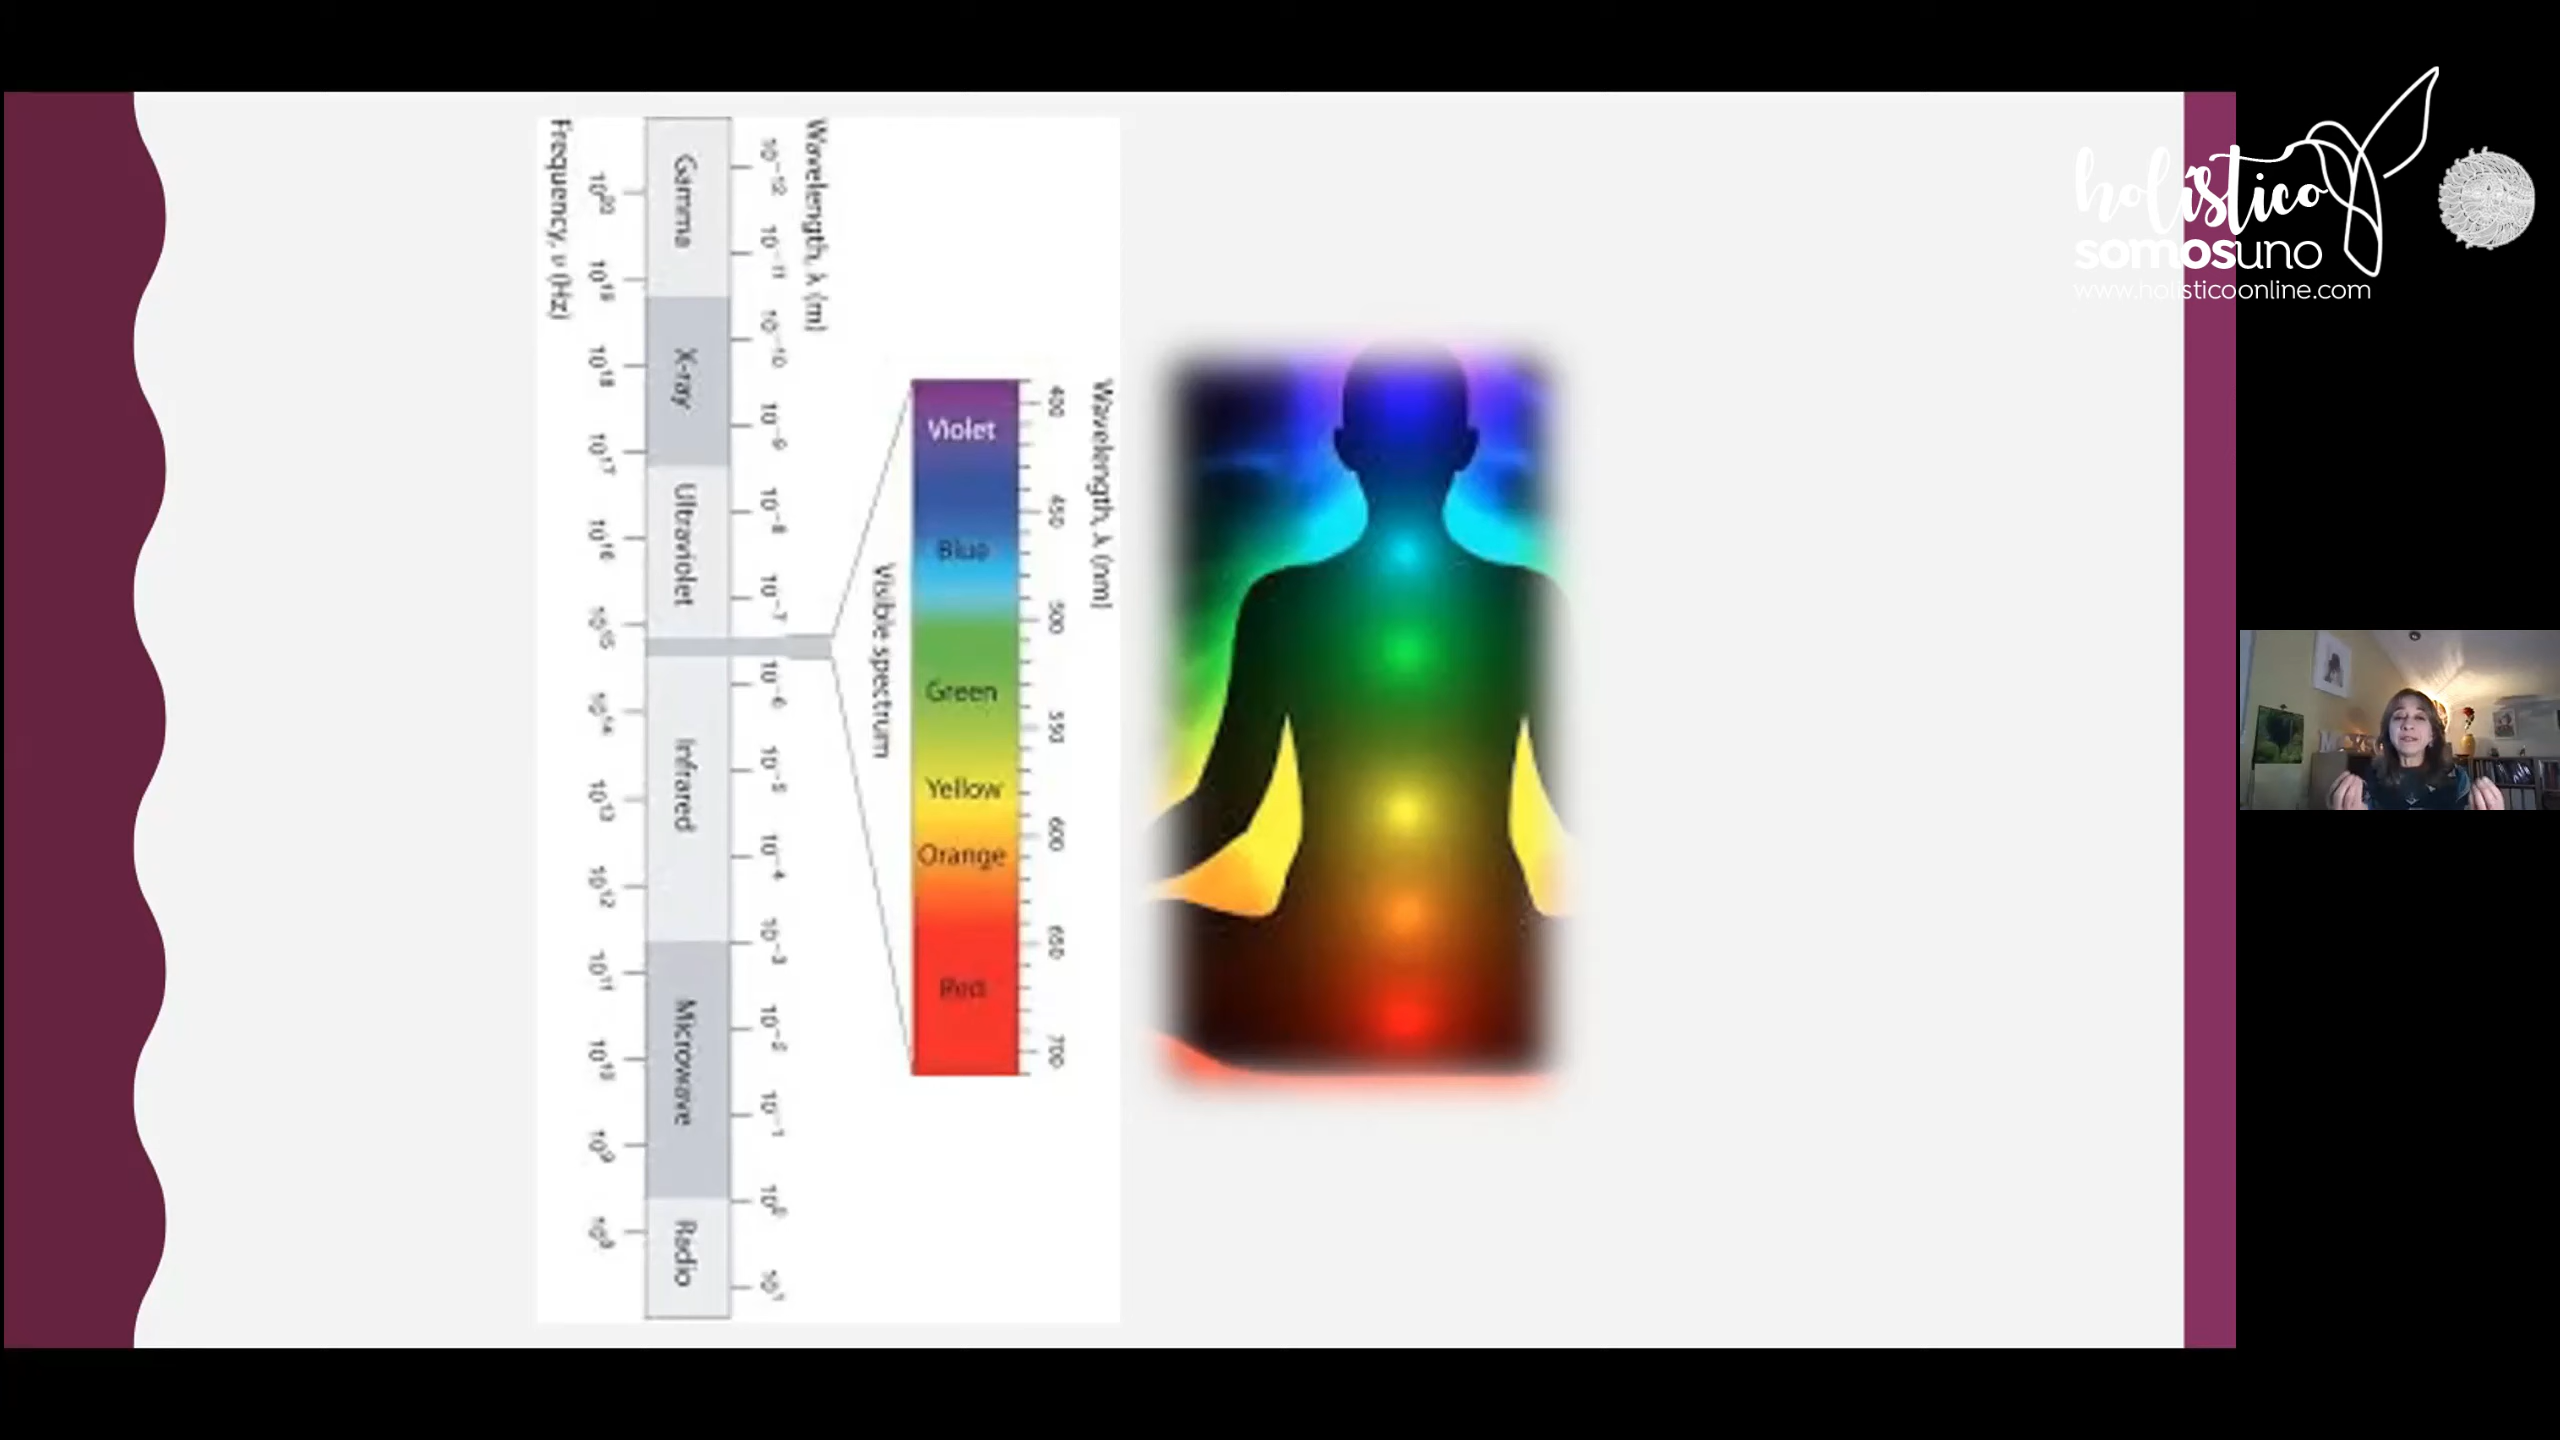 holístico
somosuno
www.holisticoonline.com
Frequency, ν (Hz)
10²⁰
10¹⁹
10¹⁸
10¹⁷
10¹⁶
10¹⁵
10¹⁴
10¹³
10¹²
10¹¹
10¹⁰
10⁹
10⁸
Gamma
X-ray
Ultraviolet
Infrared
Microwave
Radio
Wavelength, λ (m)
10⁻¹²
10⁻¹¹
10⁻¹⁰
10⁻⁹
10⁻⁸
10⁻⁷
10⁻⁶
10⁻⁵
10⁻⁴
10⁻³
10⁻¹
10⁰
10¹
Visible spectrum
Violet
Blue
Green
Yellow
Orange
Red
400
450
500
550
600
650
700
Wavelength, λ (nm)